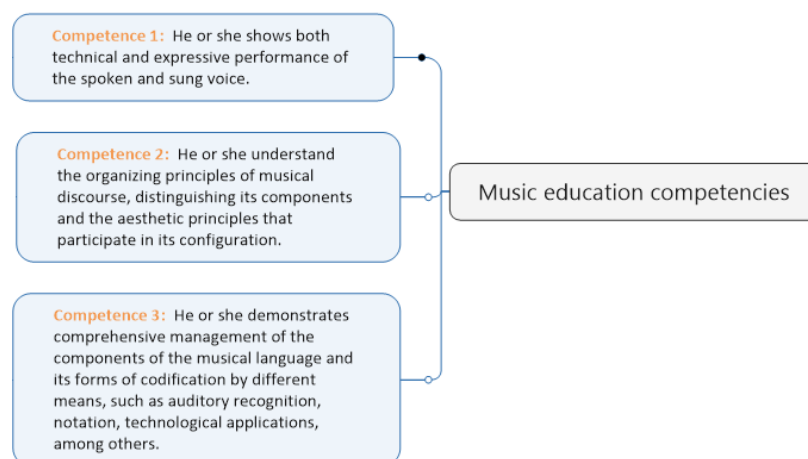 Competence 1: He or she shows both
technical and expressive performance of
the spoken and sung voice.
Competence 2: He or she understand
the organizing principles of musical
discourse, distinguishing its components
and the aesthetic principles that
participate in its configuration.
Music education competencies
Competence 3: He or she demonstrates
comprehensive management of the
components of the musical language and
its forms of codification by different
means, such as auditory recognition,
notation, technological applications,
among others.